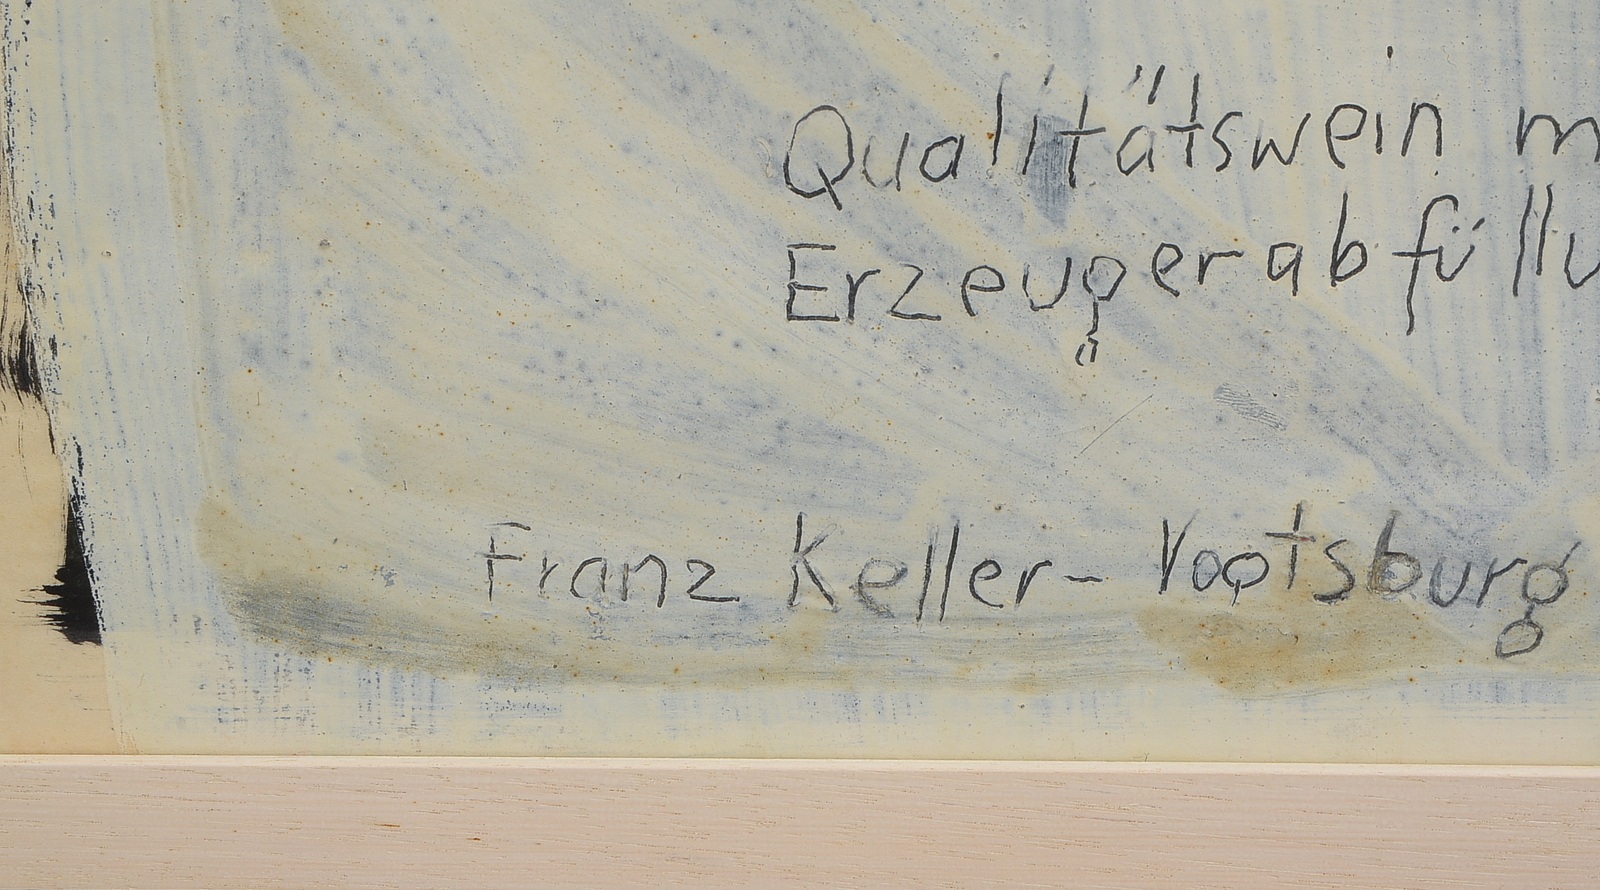 Qualitätswein m
Erzeugerabfüllu
Franz Keller- Vogtsburg